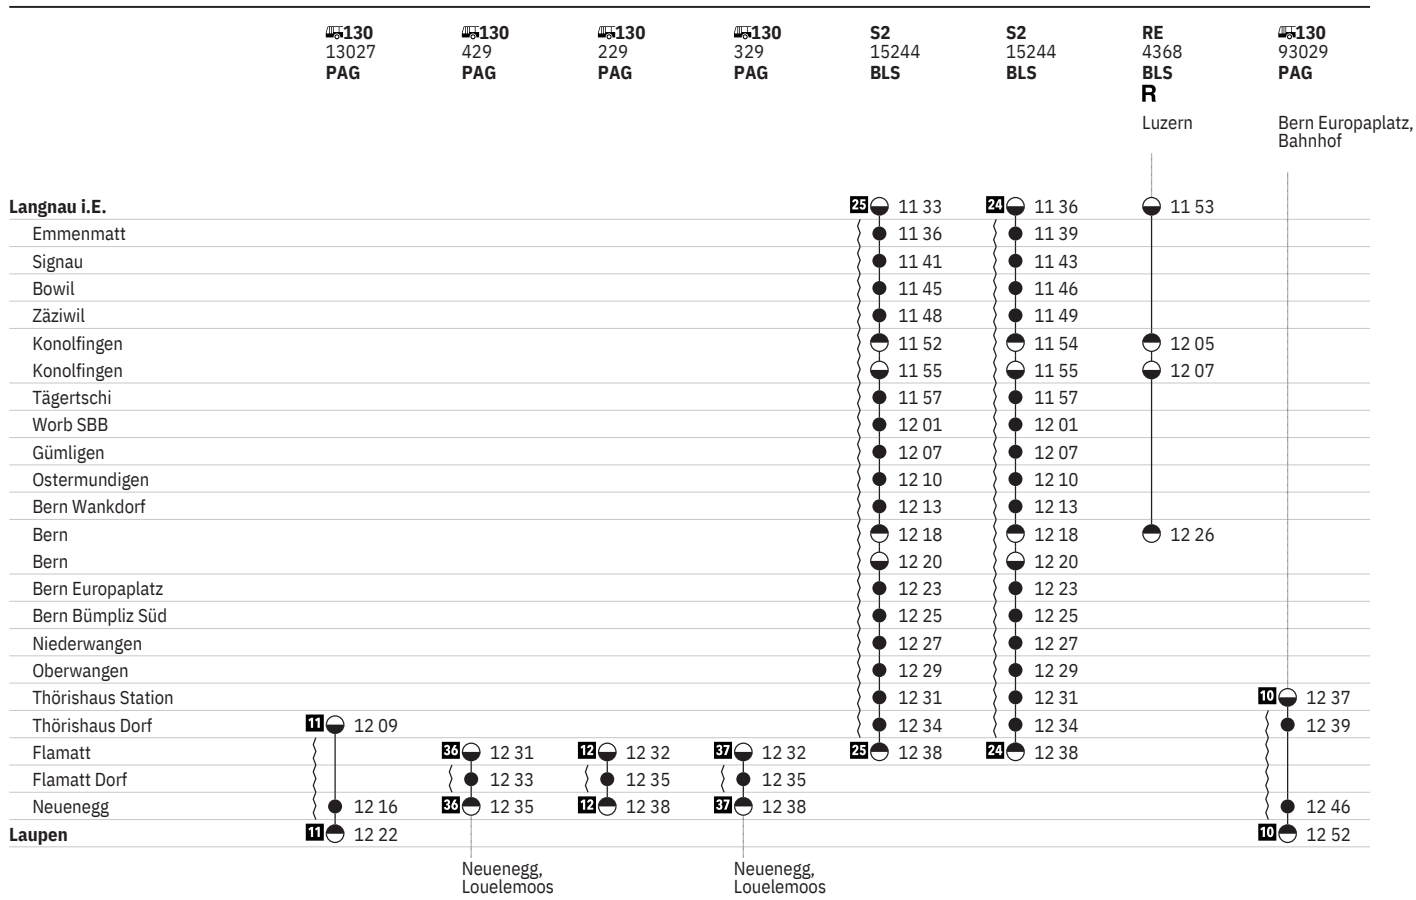 130 130 130 130 S2 S2 RE 130
13027 429 229 329 15244 15244 4368 93029
PAG PAG PAG PAG BLS BLS BLS PAG
R
Luzern Bern Europaplatz,
Bahnhof
Langnau i.E. 25 11 33 24 11 36 11 53
Emmenmatt 11 36 11 39
Signau 11 41 11 43
Bowil 11 45 11 46
Zäziwil 11 48 11 49
Konolfingen 11 52 11 54 12 05
Konolfingen 11 55 11 55 12 07
Tägertschi 11 57 11 57
Worb SBB 12 01 12 01
Gümligen 12 07 12 07
Ostermundigen 12 10 12 10
Bern Wankdorf 12 13 12 13
Bern 12 18 12 18 12 26
Bern 12 20 12 20
Bern Europaplatz 12 23 12 23
Bern Bümpliz Süd 12 25 12 25
Niederwangen 12 27 12 27
Oberwangen 12 29 12 29
Thörishaus Station 12 31 12 31 10 12 37
Thörishaus Dorf 11 12 09 12 34 12 34 12 39
Flamatt 36 12 31 12 12 32 37 12 32 25 12 38 24 12 38
Flamatt Dorf 12 33 12 35 12 35
Neuenegg 12 16 36 12 35 12 12 38 37 12 38 12 46
Laupen 11 12 22 10 12 52
Neuenegg, Neuenegg,
Louelemoos Louelemoos